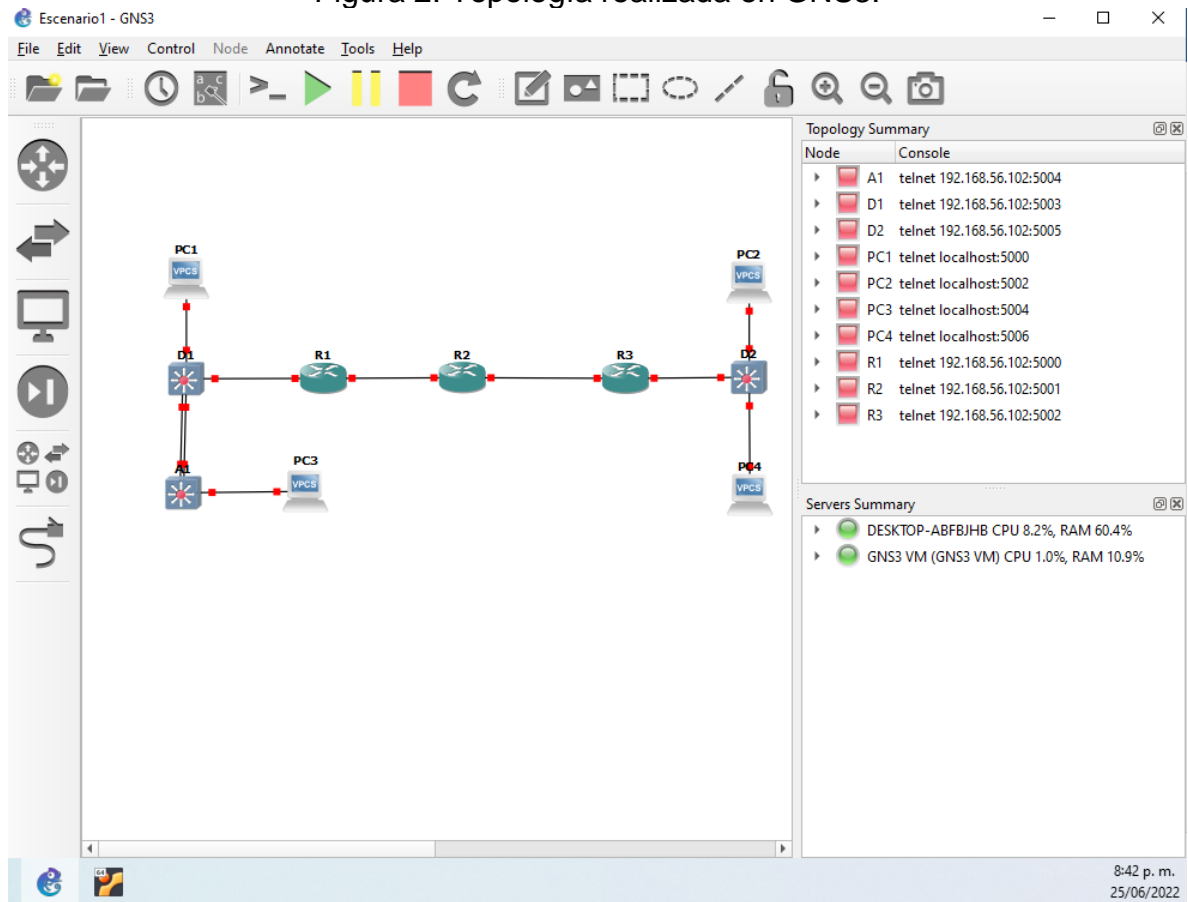 Figura 2. Topología realizada en GNS3.
Escenario1 - GNS3
File Edit View Control Node Annotate Tools Help
Topology Summary
Node Console
A1 telnet 192.168.56.102:5004
D1 telnet 192.168.56.102:5003
D2 telnet 192.168.56.102:5005
PC1 telnet localhost:5000
PC2 telnet localhost:5002
PC3 telnet localhost:5004
PC4 telnet localhost:5006
R1 telnet 192.168.56.102:5000
R2 telnet 192.168.56.102:5001
R3 telnet 192.168.56.102:5002
PC1
VPCS
PC2
VPCS
D1
R1
R2
R3
D2
A1
PC3
VPCS
PC4
VPCS
Servers Summary
DESKTOP-ABFBJHB CPU 8.2%, RAM 60.4%
GNS3 VM (GNS3 VM) CPU 1.0%, RAM 10.9%
64
8:42 p. m.
25/06/2022